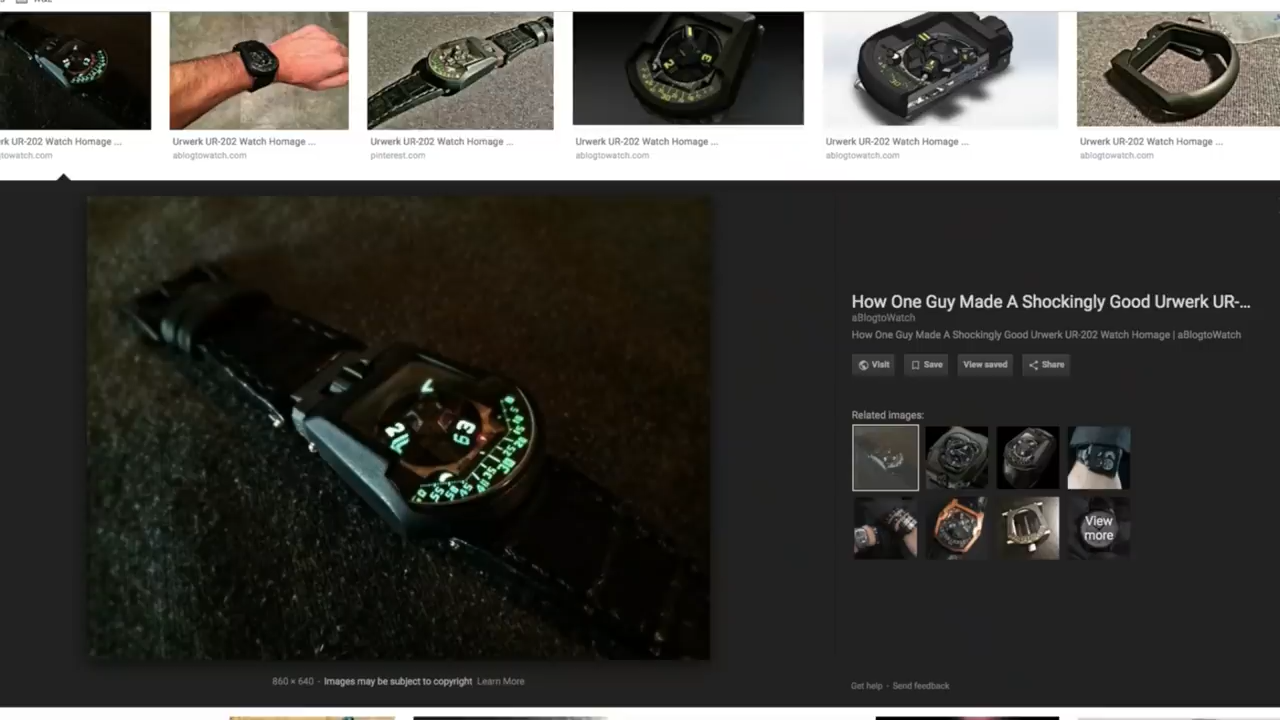 rk UR-202 Watch Homage ...
gtowatch.com
Urwerk UR-202 Watch Homage ...
ablogtowatch.com
Urwerk UR-202 Watch Homage ...
pinterest.com
Urwerk UR-202 Watch Homage ...
ablogtowatch.com
Urwerk UR-202 Watch Homage ...
ablogtowatch.com
Urwerk UR-202 Watch Homage ...
ablogtowatch.com
How One Guy Made A Shockingly Good Urwerk UR-...
aBlogtoWatch
How One Guy Made A Shockingly Good Urwerk UR-202 Watch Homage | aBlogtoWatch
Visit
Save
View saved
Share
Related images:
View
more
860 × 640 - Images may be subject to copyright Learn More
Get help - Send feedback